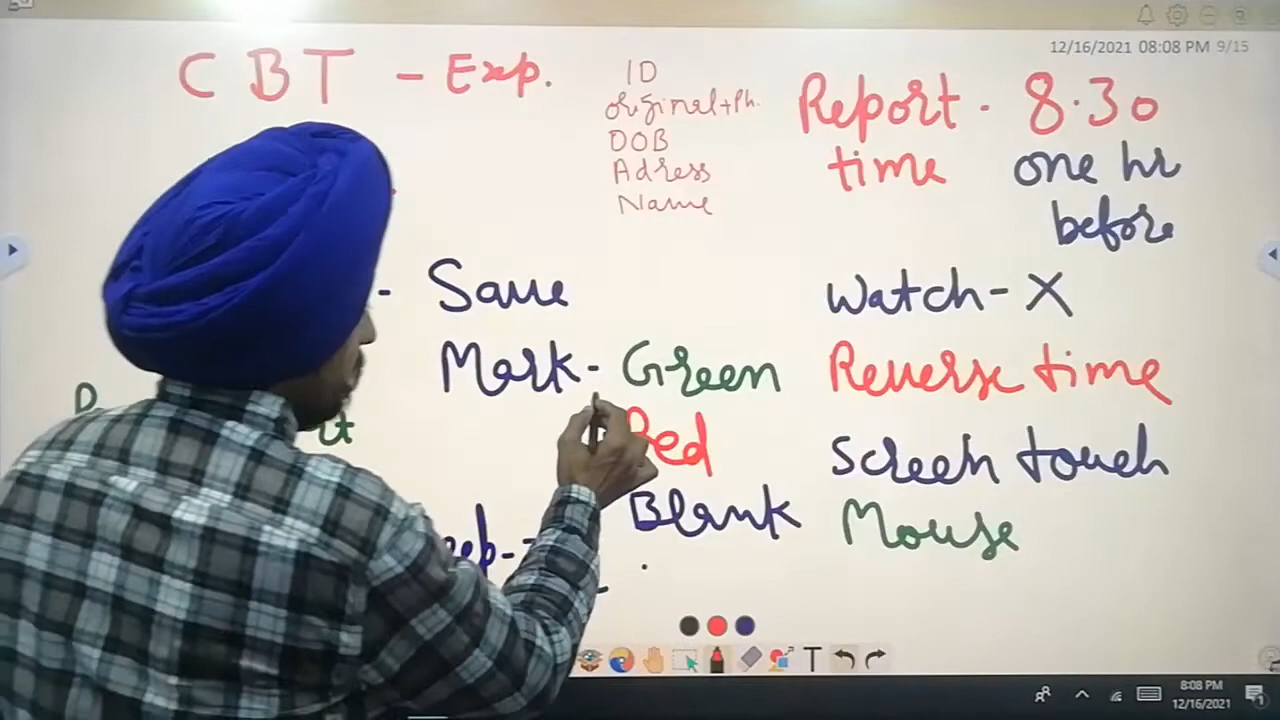 12/16/2021 08:08 PM 9/15
CBT - Exp.
ID
Original+Ph.
DOB
Adress
Name
Report - 8.30
time one hr
before
- Save
Mark - Green
Red
Blank
Watch - X
Reverse time
Screen touch
Mouse
T
8:08 PM
12/16/2021